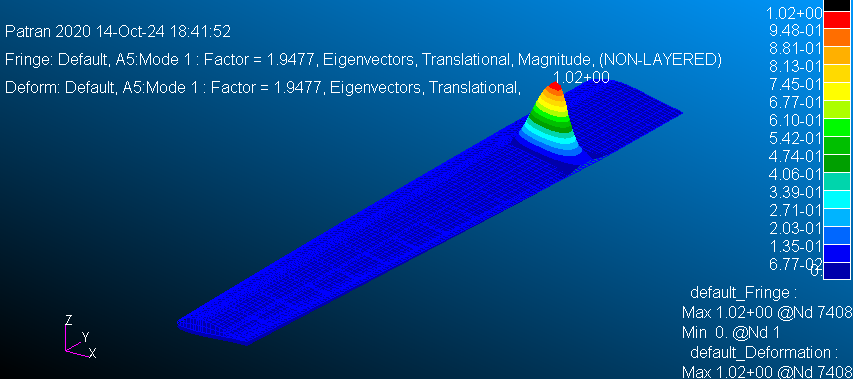 Patran 2020 14-Oct-24 18:41:52
Fringe: Default, A5:Mode 1 : Factor = 1.9477, Eigenvectors, Translational, Magnitude, (NON-LAYERED)
Deform: Default, A5:Mode 1 : Factor = 1.9477, Eigenvectors, Translational,
1.02+00
1.02+00
9.48-01
8.81-01
8.13-01
7.45-01
6.77-01
6.10-01
5.42-01
4.74-01
4.06-01
3.39-01
2.71-01
2.03-01
1.35-01
6.77-02
0.
default_Fringe :
Max 1.02+00 @Nd 7408
Min 0. @Nd 1
default_Deformation :
Max 1.02+00 @Nd 7408
Z
Y
X